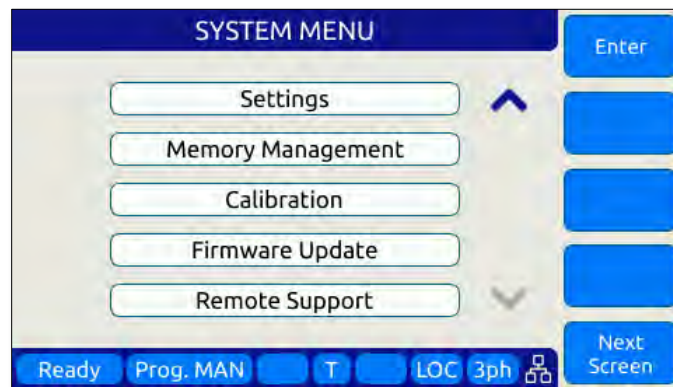 SYSTEM MENU
Enter
Settings
Memory Management
Calibration
Firmware Update
Remote Support
Next
Screen
Ready Prog. MAN T LOC 3ph